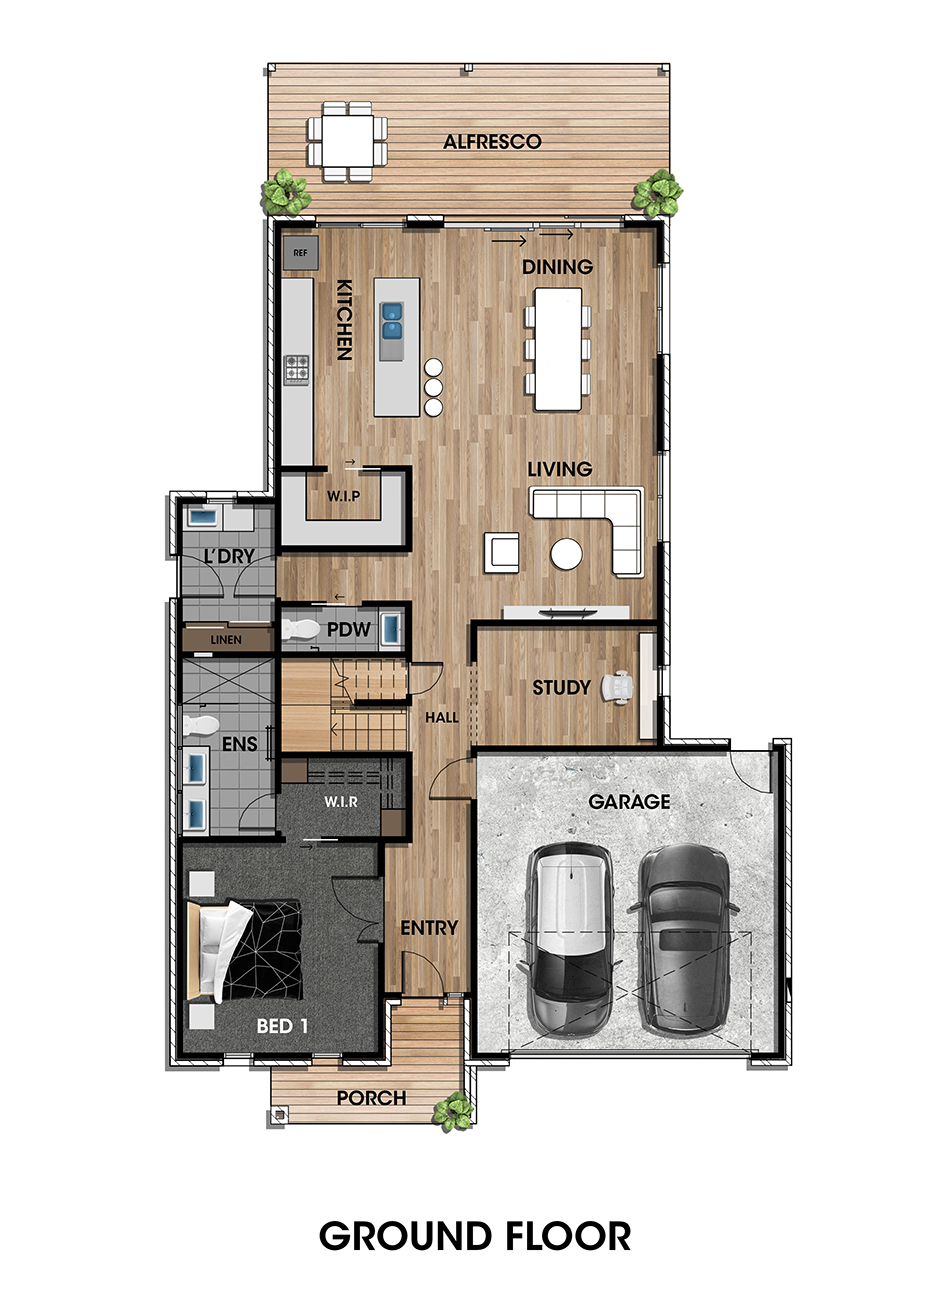 ALFRESCO
REF
DINING
KITCHEN
LIVING
W.I.P
L'DRY
PDW
LINEN
STUDY
HALL
ENS
W.I.R
GARAGE
ENTRY
BED 1
PORCH
GROUND FLOOR